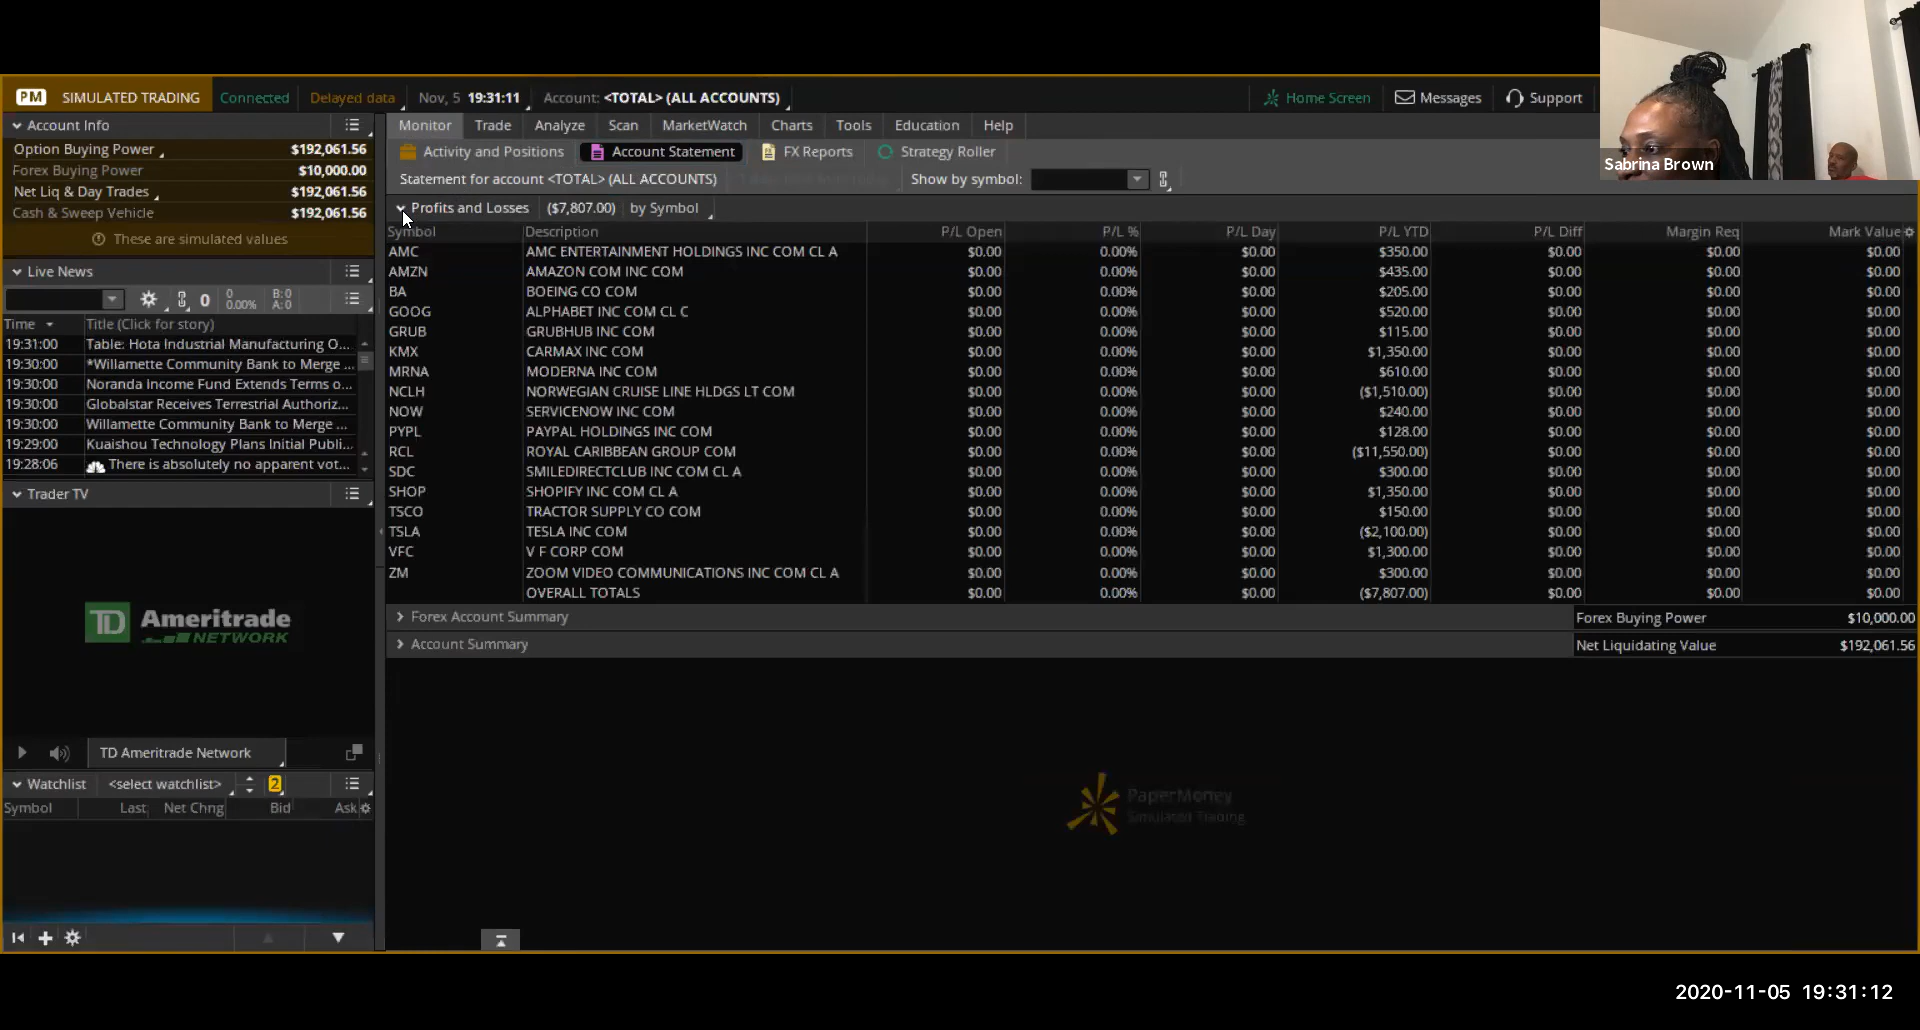 PM SIMULATED TRADING Connected Delayed data Nov, 5 19:31:11 Account: <TOTAL> (ALL ACCOUNTS) Home Screen Messages Support
Account Info
Option Buying Power $192,061.56
Forex Buying Power $10,000.00
Net Liq & Day Trades $192,061.56
Cash & Sweep Vehicle $192,061.56
These are simulated values
Live News
0 0 0.00% B: 0 A: 0
Time Title (Click for story)
19:31:00 Table: Hota Industrial Manufacturing O...
19:30:00 *Willamette Community Bank to Merge ...
19:30:00 Noranda Income Fund Extends Terms o...
19:30:00 Globalstar Receives Terrestrial Authoriz...
19:30:00 Willamette Community Bank to Merge ...
19:29:00 Kuaishou Technology Plans Initial Publi...
19:28:06 There is absolutely no apparent vot...
Trader TV
TD Ameritrade
NETWORK
TD Ameritrade Network
Watchlist <select watchlist> 2
Symbol Last Net Chng Bid Ask
Monitor Trade Analyze Scan MarketWatch Charts Tools Education Help
Activity and Positions Account Statement FX Reports Strategy Roller
Statement for account <TOTAL> (ALL ACCOUNTS) Show by symbol:
Profits and Losses ($7,807.00) by Symbol
Symbol Description P/L Open P/L % P/L Day P/L YTD P/L Diff Margin Req Mark Value
AMC AMC ENTERTAINMENT HOLDINGS INC COM CL A $0.00 0.00% $0.00 $350.00 $0.00 $0.00 $0.00
AMZN AMAZON COM INC COM $0.00 0.00% $0.00 $435.00 $0.00 $0.00 $0.00
BA BOEING CO COM $0.00 0.00% $0.00 $205.00 $0.00 $0.00 $0.00
GOOG ALPHABET INC COM CL C $0.00 0.00% $0.00 $520.00 $0.00 $0.00 $0.00
GRUB GRUBHUB INC COM $0.00 0.00% $0.00 $115.00 $0.00 $0.00 $0.00
KMX CARMAX INC COM $0.00 0.00% $0.00 $1,350.00 $0.00 $0.00 $0.00
MRNA MODERNA INC COM $0.00 0.00% $0.00 $610.00 $0.00 $0.00 $0.00
NCLH NORWEGIAN CRUISE LINE HLDGS LT COM $0.00 0.00% $0.00 ($1,510.00) $0.00 $0.00 $0.00
NOW SERVICENOW INC COM $0.00 0.00% $0.00 $240.00 $0.00 $0.00 $0.00
PYPL PAYPAL HOLDINGS INC COM $0.00 0.00% $0.00 $128.00 $0.00 $0.00 $0.00
RCL ROYAL CARIBBEAN GROUP COM $0.00 0.00% $0.00 ($11,550.00) $0.00 $0.00 $0.00
SDC SMILEDIRECTCLUB INC COM CL A $0.00 0.00% $0.00 $300.00 $0.00 $0.00 $0.00
SHOP SHOPIFY INC COM CL A $0.00 0.00% $0.00 $1,350.00 $0.00 $0.00 $0.00
TSCO TRACTOR SUPPLY CO COM $0.00 0.00% $0.00 $150.00 $0.00 $0.00 $0.00
TSLA TESLA INC COM $0.00 0.00% $0.00 ($2,100.00) $0.00 $0.00 $0.00
VFC V F CORP COM $0.00 0.00% $0.00 $1,300.00 $0.00 $0.00 $0.00
ZM ZOOM VIDEO COMMUNICATIONS INC COM CL A $0.00 0.00% $0.00 $300.00 $0.00 $0.00 $0.00
OVERALL TOTALS $0.00 0.00% $0.00 ($7,807.00) $0.00 $0.00 $0.00
Forex Account Summary Forex Buying Power $10,000.00
Account Summary Net Liquidating Value $192,061.56
PaperMoney
Simulated Trading
Sabrina Brown
2020-11-05 19:31:12